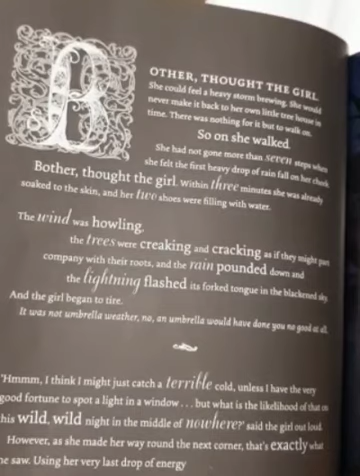 BOTHER, THOUGHT THE GIRL.
She could feel a heavy storm brewing. She would
never make it back to her own little tree house in
time. There was nothing for it but to walk on.
So on she walked.
She had not gone more than seven steps when
she felt the first heavy drop of rain fall on her cheek.
Bother, thought the girl. Within three minutes she was already
soaked to the skin, and her two shoes were filling with water.
The wind was howling,
the trees were creaking and cracking as if they might part
company with their roots, and the rain pounded down and
the lightning flashed its forked tongue in the blackened sky.
And the girl began to tire.
It was not umbrella weather, no, an umbrella would have done you no good at all.
'Hmmm, I think I might just catch a terrible cold, unless I have the very
good fortune to spot a light in a window . . . but what is the likelihood of that on
this wild, wild night in the middle of nowhere?' said the girl out loud.
However, as she made her way round the next corner, that's exactly what
she saw. Using her very last drop of energy